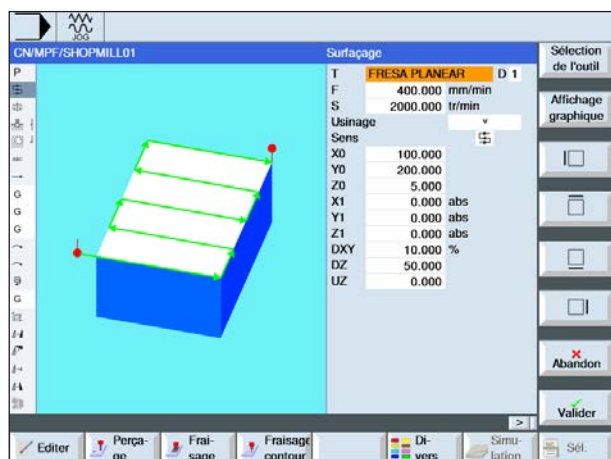 JOG
CN/MPF/SHOPMILL01
Surfaçage
Sélection de l'outil
P
T FRESA PLANEAR D 1
F 400.000 mm/min
S 2000.000 tr/min
Affichage graphique
Usinage v
Sens
X0 100.000
Y0 200.000
Z0 5.000
X1 0.000 abs
Y1 0.000 abs
Z1 0.000 abs
DXY 10.000 %
DZ 50.000
UZ 0.000
G
G
G
G
Abandon
Valider
>
Editer
Perça-
ge
Frai-
sage
Fraisage
contour
Di-
vers
Simu-
lation
Sél.